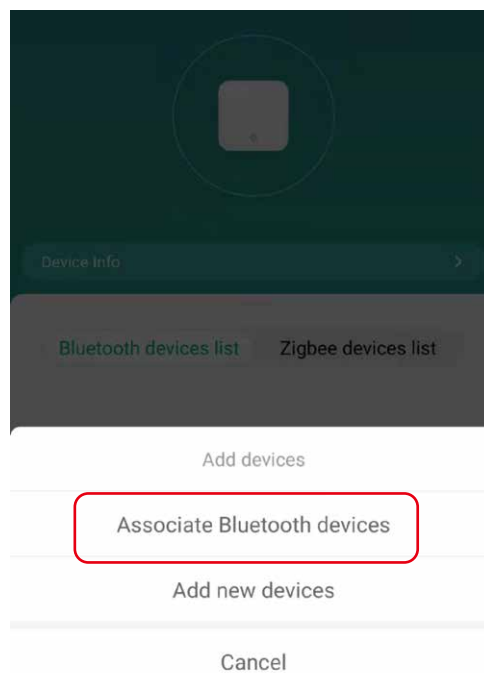 Device Info
Bluetooth devices list
Zigbee devices list
Add devices
Associate Bluetooth devices
Add new devices
Cancel